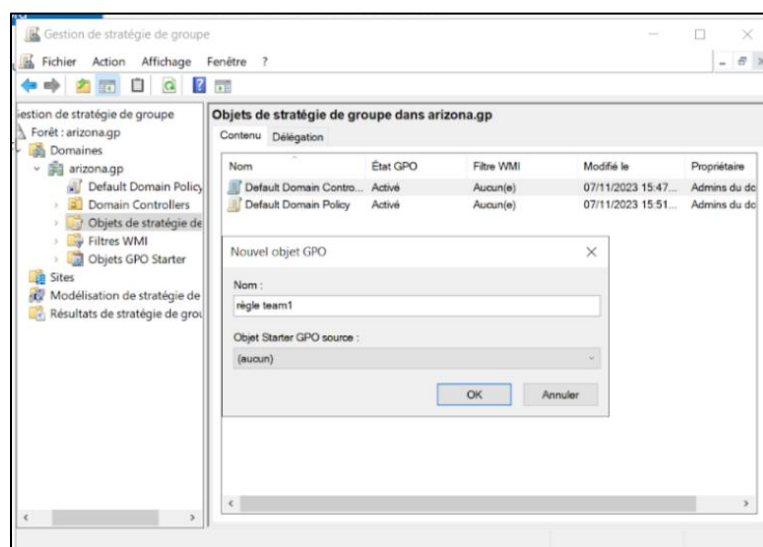 Gestion de stratégie de groupe
Fichier Action Affichage Fenêtre ?
Gestion de stratégie de groupe
Forêt : arizona.gp
Domaines
arizona.gp
Default Domain Policy
Domain Controllers
Objets de stratégie de
Filtres WMI
Objets GPO Starter
Sites
Modélisation de stratégie de
Résultats de stratégie de grou
Objets de stratégie de groupe dans arizona.gp
Contenu Délégation
Nom État GPO Filtre WMI Modifié le Propriétaire
Default Domain Contro... Activé Aucun(e) 07/11/2023 15:47... Admins du do
Default Domain Policy Activé Aucun(e) 07/11/2023 15:51... Admins du do
Nouvel objet GPO
Nom :
règle team1
Objet Starter GPO source :
(aucun)
OK Annuler